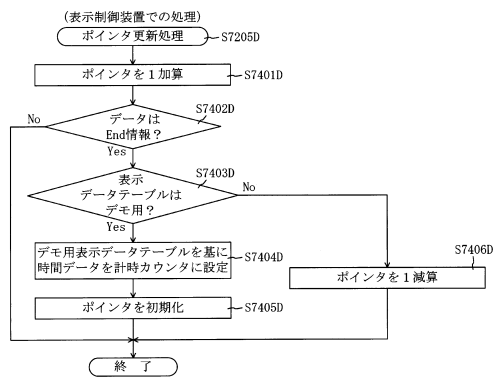 (表示制御装置での処理)
ポインタ更新処理
S7205D
ポインタを１加算
S7401D
S7402D
No
データは
End情報？
Yes
S7403D
表示
データテーブルは
デモ用？
No
Yes
デモ用表示データテーブルを基に
時間データを計時カウンタに設定
S7404D
S7406D
ポインタを１減算
ポインタを初期化
S7405D
終 了